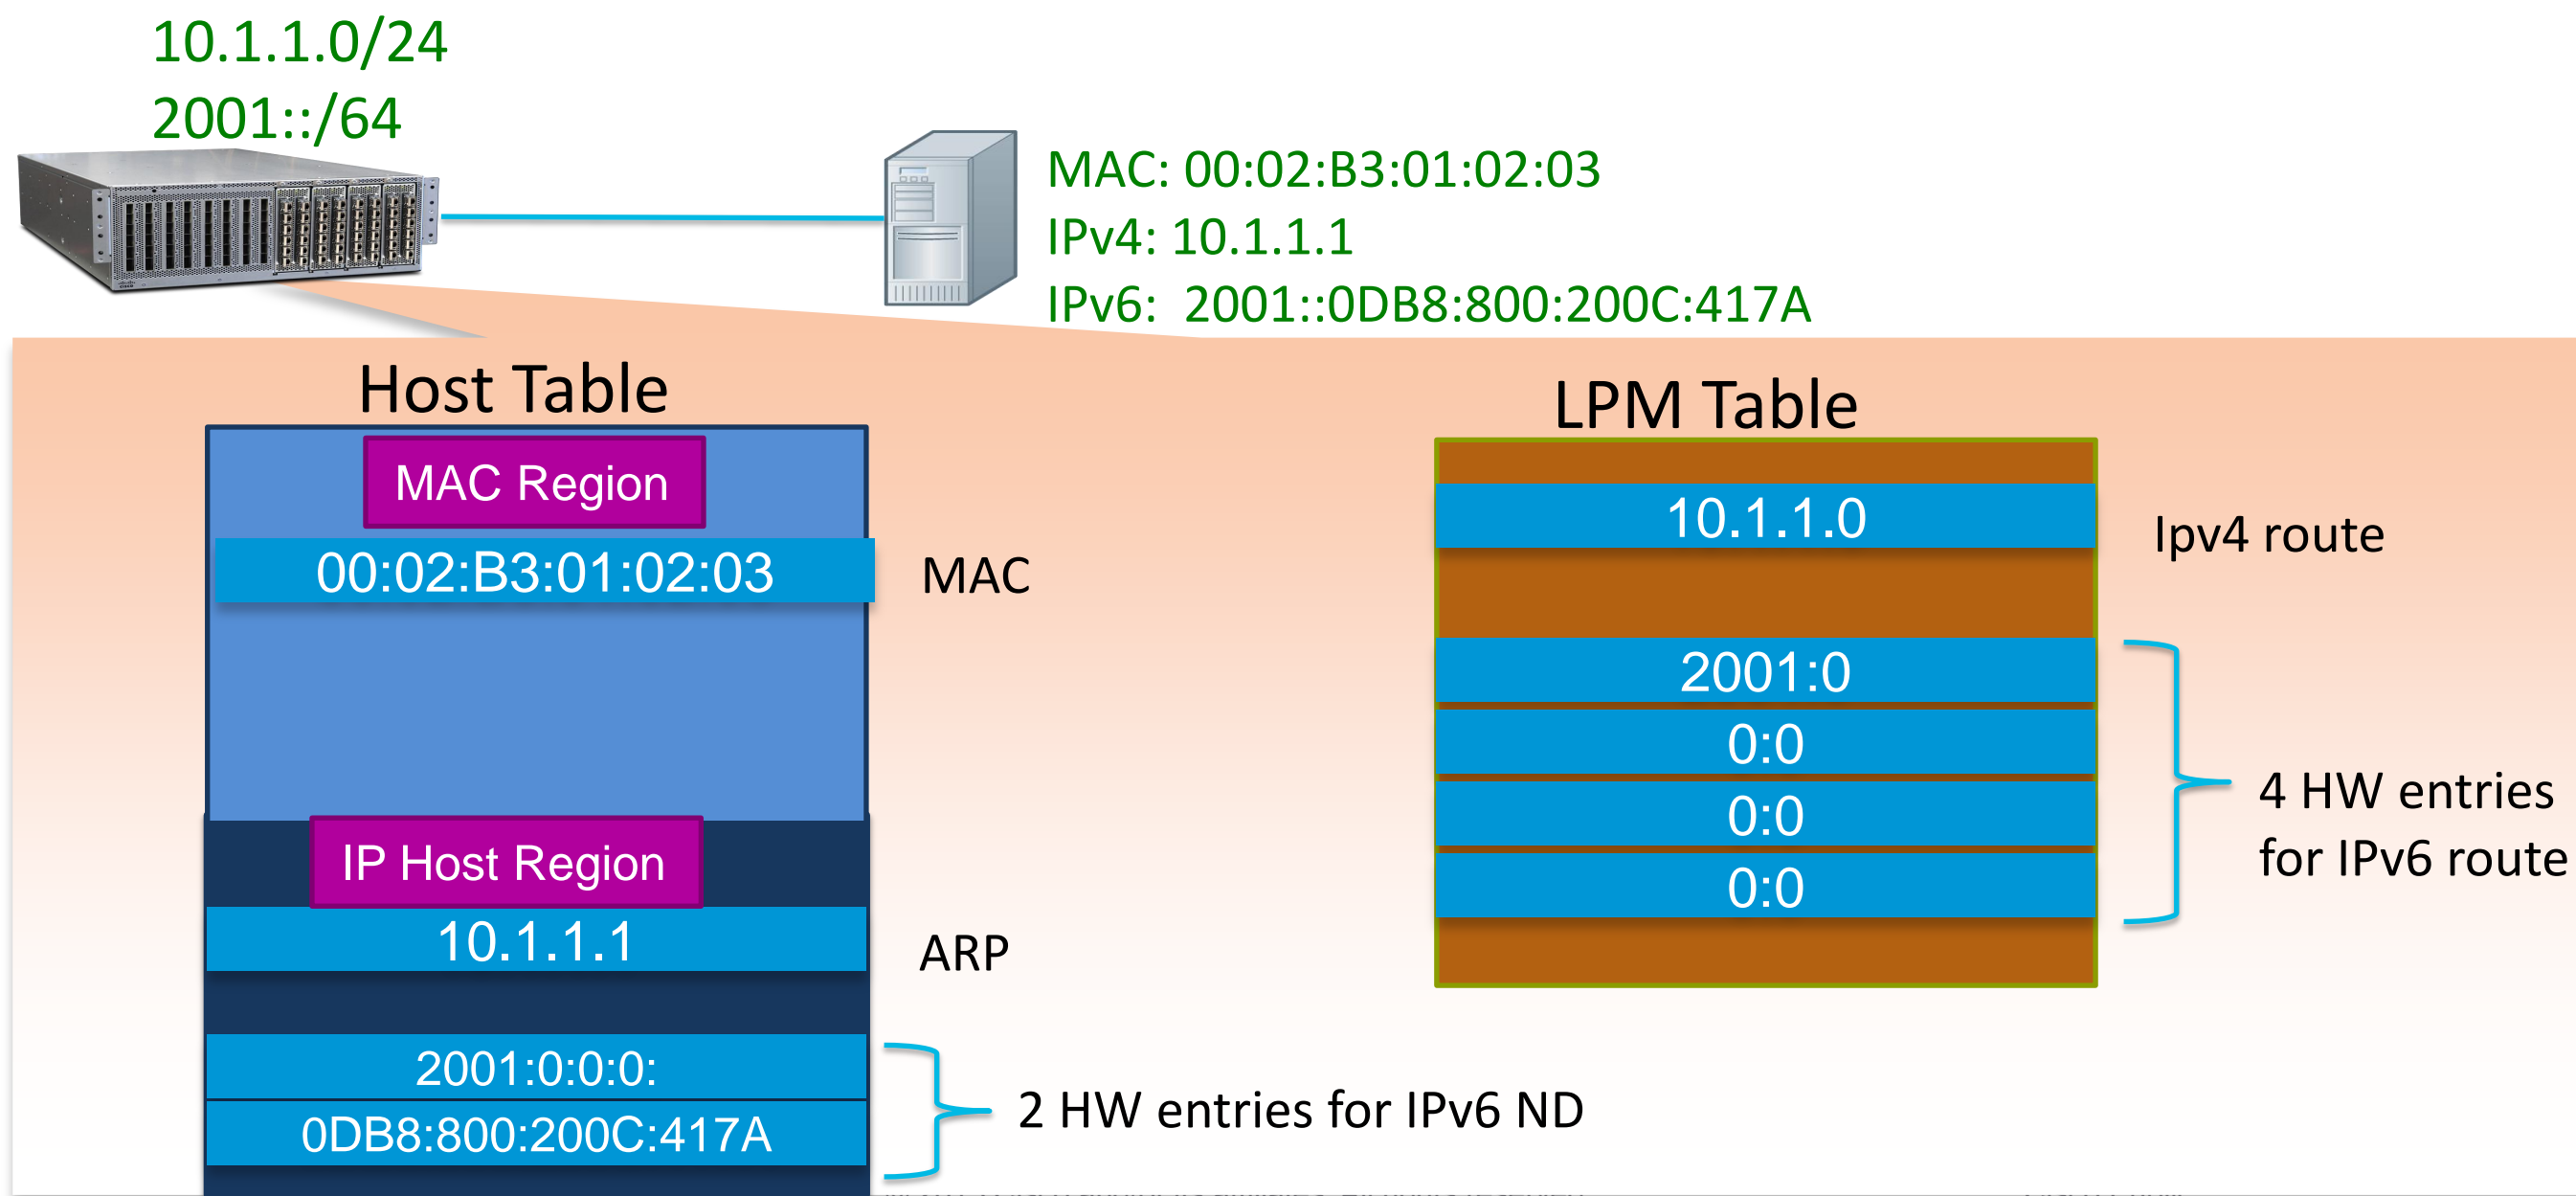 10.1.1.0/24
2001::/64
MAC: 00:02:B3:01:02:03
IPv4: 10.1.1.1
IPv6: 2001::0DB8:800:200C:417A
Host Table
LPM Table
MAC Region
10.1.1.0
Ipv4 route
00:02:B3:01:02:03
MAC
2001:0
0:0
0:0
0:0
4 HW entries
for IPv6 route
IP Host Region
10.1.1.1
ARP
2001:0:0:0:
0DB8:800:200C:417A
2 HW entries for IPv6 ND